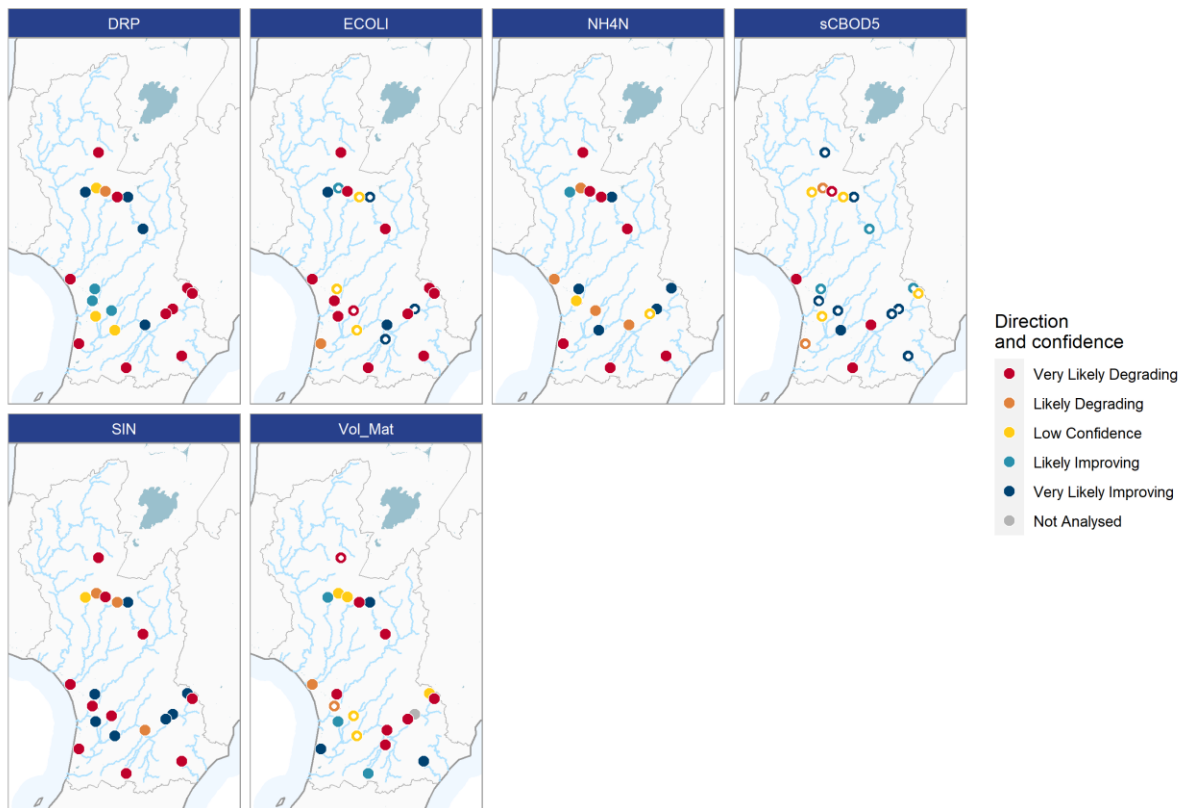 DRP
ECOLI
NH4N
sCBOD5
SIN
Vol_Mat
Direction
and confidence
Very Likely Degrading
Likely Degrading
Low Confidence
Likely Improving
Very Likely Improving
Not Analysed